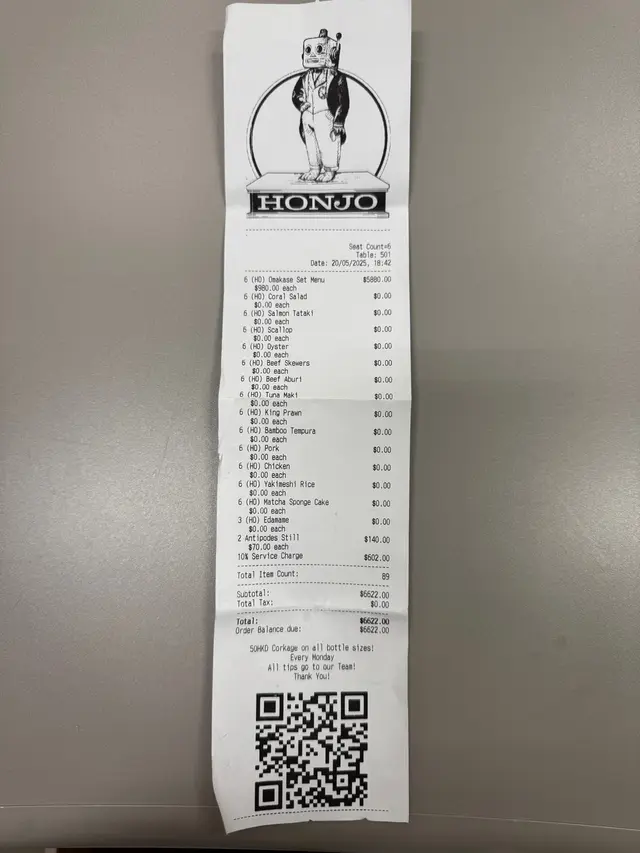 HONJO
Seat Count=6
Table: 501
Date: 20/05/2025, 18:42
6 (HO) Omakase Set Menu $5880.00
$980.00 each
6 (HO) Coral Salad $0.00
$0.00 each
6 (HO) Salmon Tataki $0.00
$0.00 each
6 (HO) Scallop $0.00
$0.00 each
6 (HO) Oyster $0.00
$0.00 each
6 (HO) Beef Skewers $0.00
$0.00 each
6 (HO) Beef Aburi $0.00
$0.00 each
6 (HO) Tuna Maki $0.00
$0.00 each
6 (HO) King Prawn $0.00
$0.00 each
6 (HO) Bamboo Tempura $0.00
$0.00 each
6 (HO) Pork $0.00
$0.00 each
6 (HO) Chicken $0.00
$0.00 each
6 (HO) Yakimeshi Rice $0.00
$0.00 each
6 (HO) Matcha Sponge Cake $0.00
$0.00 each
3 (HO) Edamame $0.00
$0.00 each
2 Antipodes Still $140.00
$70.00 each
10% Service Charge $602.00
Total Item Count: 89
Subtotal: $6622.00
Total Tax: $0.00
Total: $6622.00
Order Balance due: $6622.00
50HKD Corkage on all bottle sizes!
Every Monday
All tips go to our Team!
Thank You!